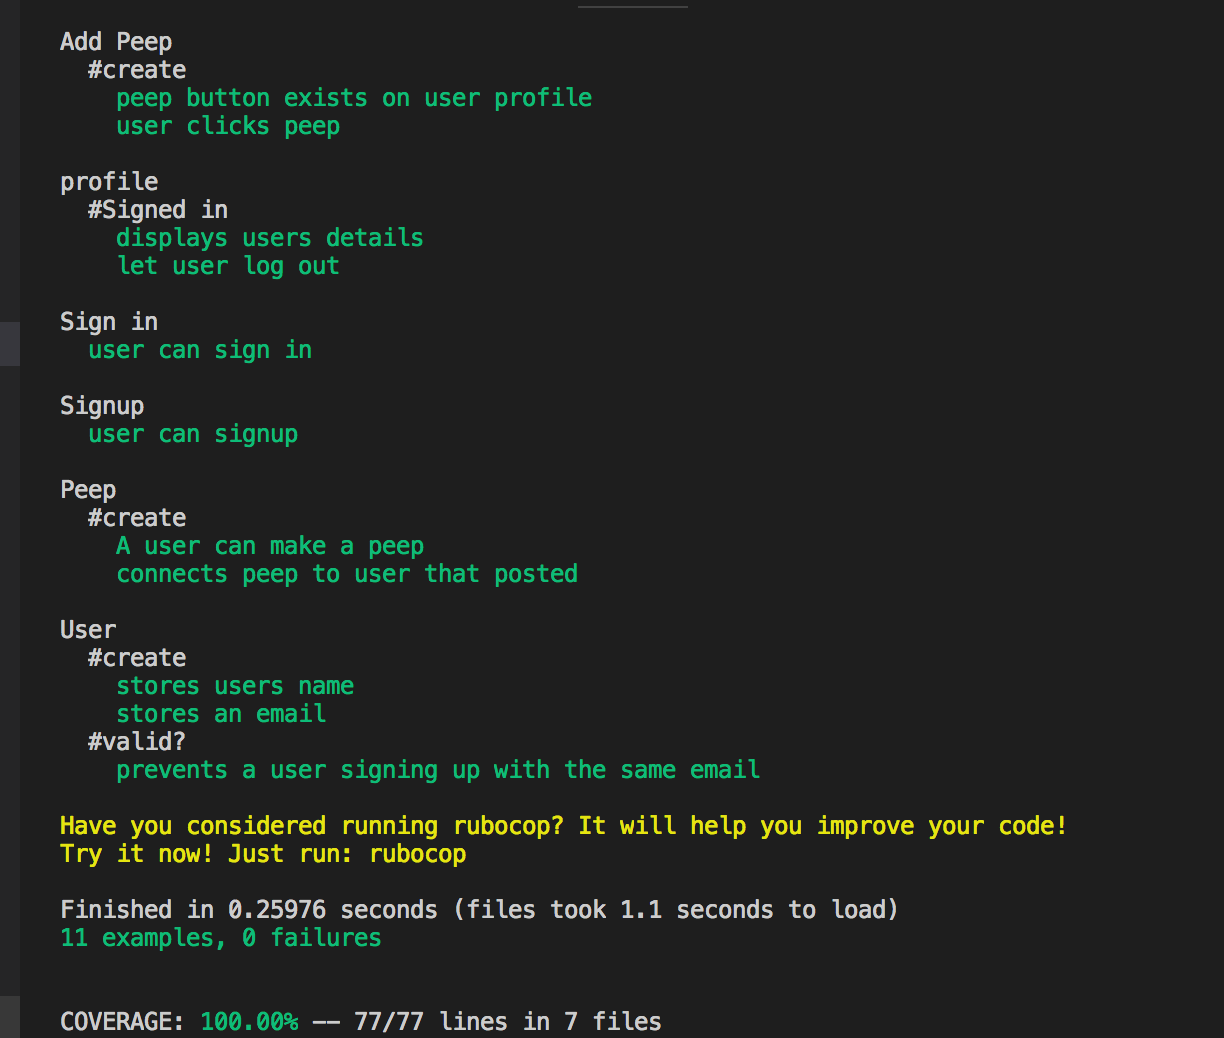 Add Peep
#create
peep button exists on user profile
user clicks peep
profile
#Signed in
displays users details
let user log out
Sign in
user can sign in
Signup
user can signup
Peep
#create
A user can make a peep
connects peep to user that posted
User
#create
stores users name
stores an email
#valid?
prevents a user signing up with the same email
Have you considered running rubocop? It will help you improve your code!
Try it now! Just run: rubocop
Finished in 0.25976 seconds (files took 1.1 seconds to load)
11 examples, 0 failures
COVERAGE: 100.00% -- 77/77 lines in 7 files